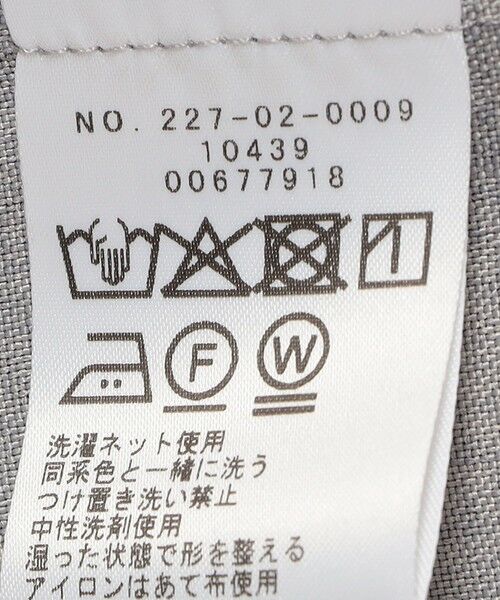 NO. 227-02-0009
10439
00677918
F W
洗濯ネット使用
同系色と一緒に洗う
つけ置き洗い禁止
中性洗剤使用
湿った状態で形を整える
アイロンはあて布使用